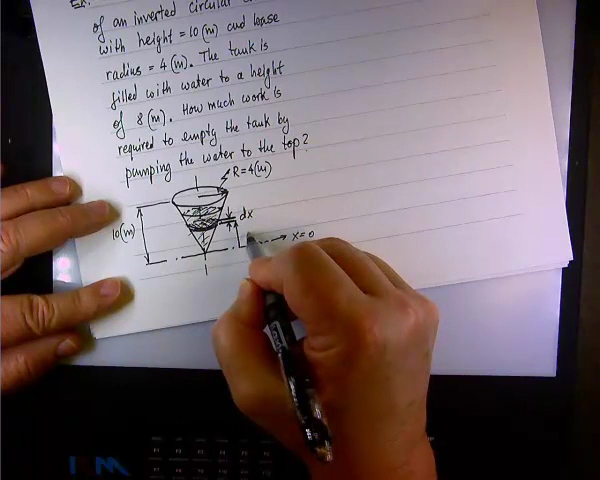 Ex:
of an inverted circular
with height = 10 (m) and base
radius = 4 (m). The tank is
filled with water to a height
of 8 (m). How much work is
required to empty the tank by
pumping the water to the top?
R = 4 (m)
dx
10 (m)
x = 0